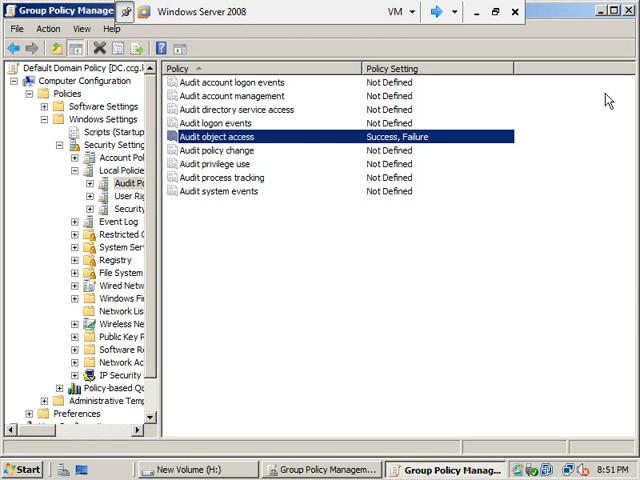 Group Policy Manage
Windows Server 2008
VM
File Action View Help
Default Domain Policy [DC.ccg.l
Computer Configuration
Policies
Software Settings
Windows Settings
Scripts (Startup
Security Setting
Account Po
Local Policie
Audit Po
User Rig
Security
Event Log
Restricted G
System Ser
Registry
File System
Wired Netw
Windows Fi
Network Lis
Wireless Ne
Public Key P
Software Re
Network Ac
IP Security
Policy-based Qo
Administrative Temp
Preferences
Policy Policy Setting
Audit account logon events Not Defined
Audit account management Not Defined
Audit directory service access Not Defined
Audit logon events Not Defined
Audit object access Success, Failure
Audit policy change Not Defined
Audit privilege use Not Defined
Audit process tracking Not Defined
Audit system events Not Defined
Start New Volume (H:) Group Policy Managem... Group Policy Manag... 8:51 PM